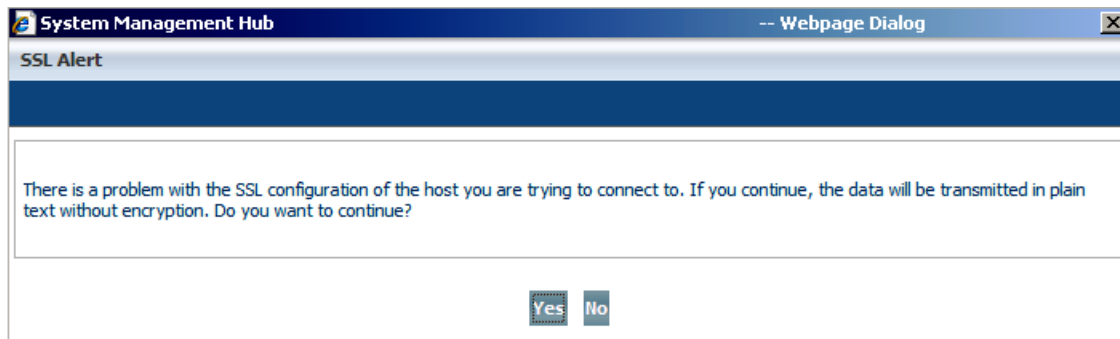 System Management Hub -- Webpage Dialog
SSL Alert
There is a problem with the SSL configuration of the host you are trying to connect to. If you continue, the data will be transmitted in plain
text without encryption. Do you want to continue?
Yes No